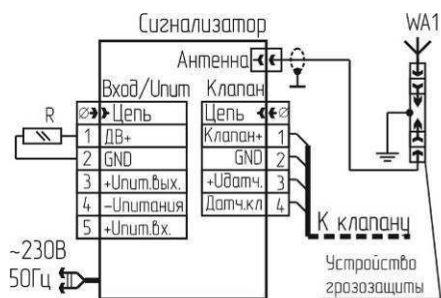 Сигнализатор
WA1
Антенна
Вход/Uпит
Клапан
R
Цепь
Цепь
1 ДВ+
Клапан+ 1
2 GND
GND 2
3 +Uпит.вых.
+Uдатч. 3
4 -Uпитания
Датч.кл 4
5 +Uпит.вх.
К клапану
~230В
50Гц
Устройство
грозозащиты